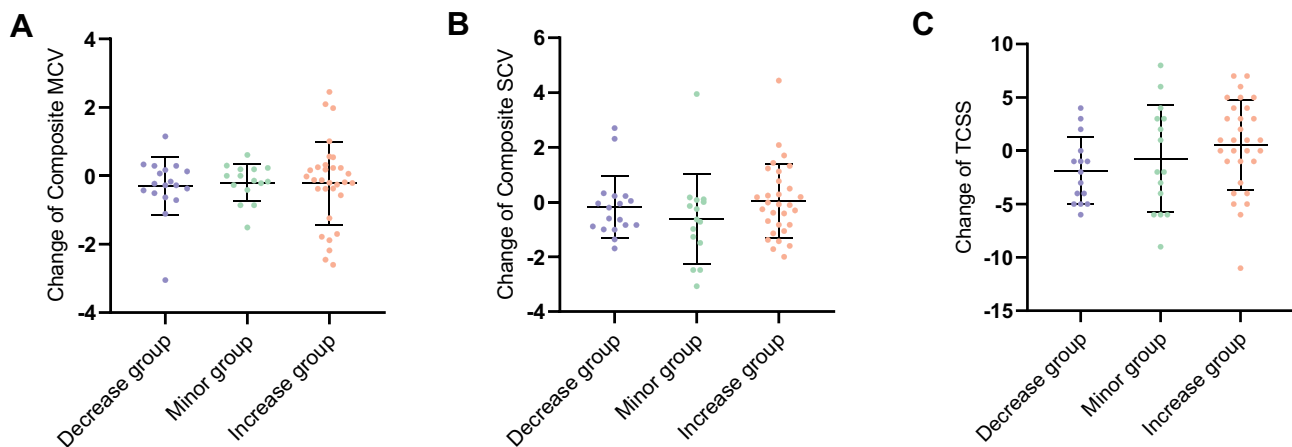 A
Change of Composite MCV
4
2
0
-2
-4
Decrease group
Minor group
Increase group
B
Change of Composite SCV
6
4
2
0
-2
-4
Decrease group
Minor group
Increase group
C
Change of TCSS
10
5
0
-5
-10
-15
Decrease group
Minor group
Increase group